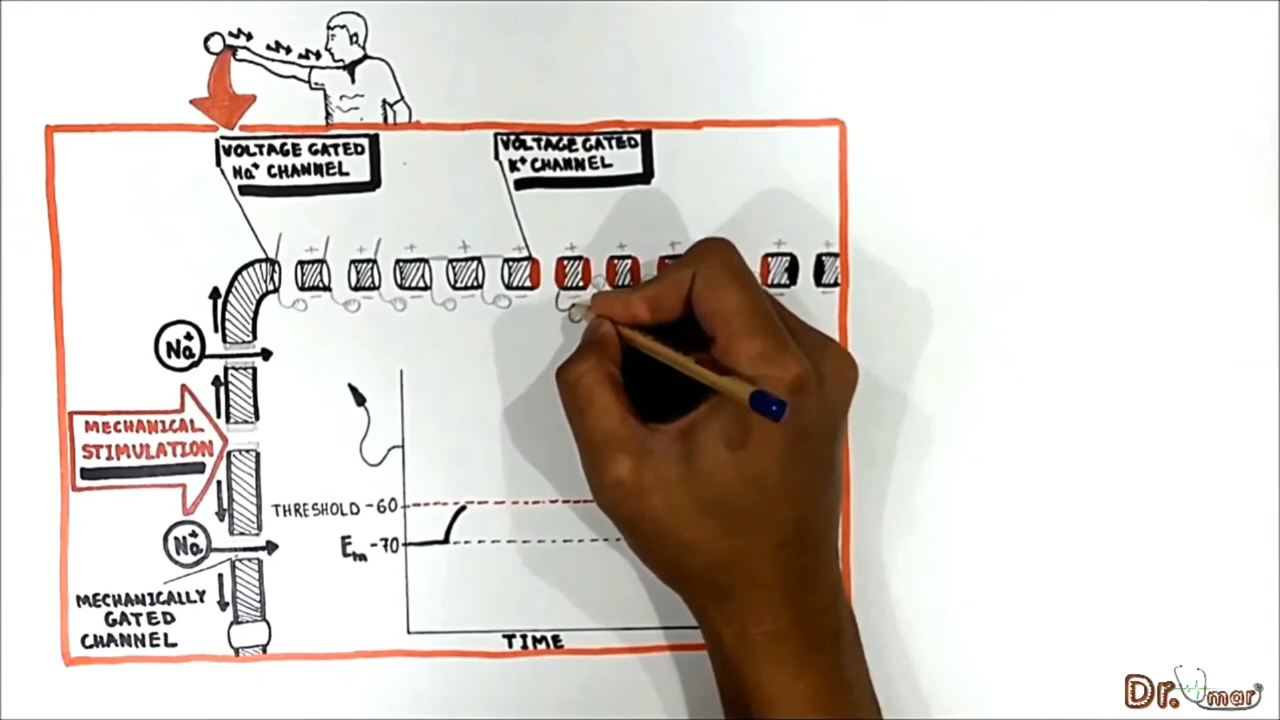 VOLTAGE GATED
Na⁺ CHANNEL
VOLTAGE GATED
K⁺ CHANNEL
+ + + + + + + + + +
Na⁺
MECHANICAL
STIMULATION
THRESHOLD -60
Em -70
Na⁺
MECHANICALLY
GATED
CHANNEL
TIME
Dr. Umar